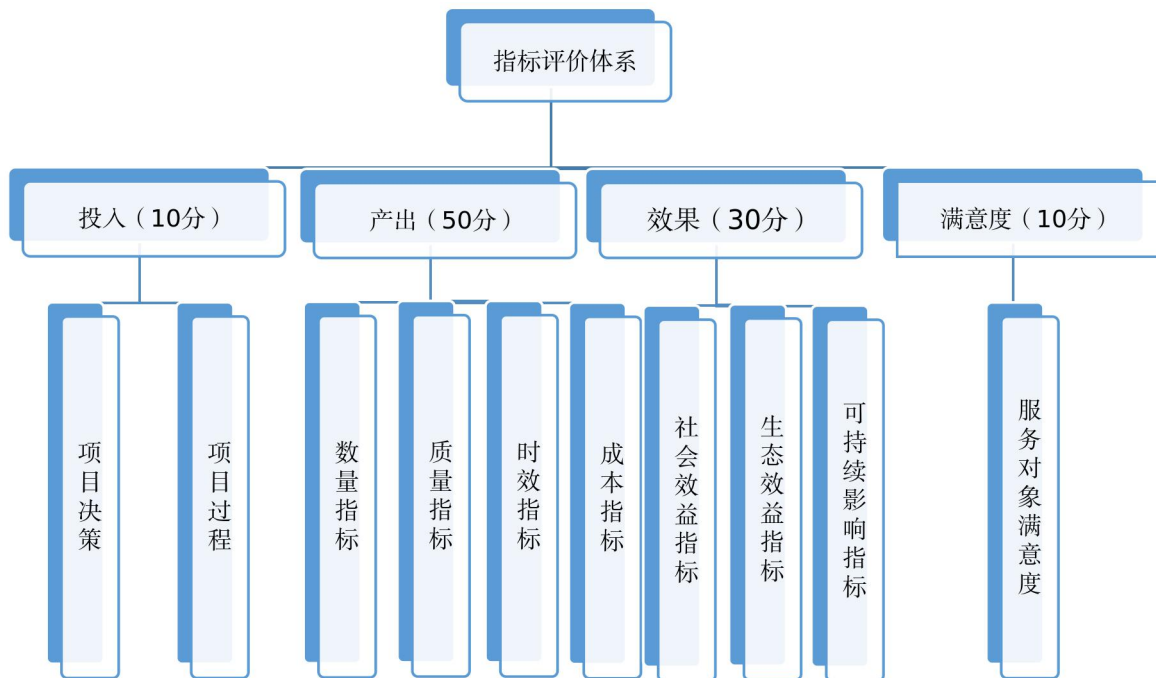 指标评价体系
投入（10分）
产出（50分）
效果（30分）
满意度（10分）
项目决策
项目过程
数量指标
质量指标
时效指标
成本指标
社会效益指标
生态效益指标
可持续影响指标
服务对象满意度